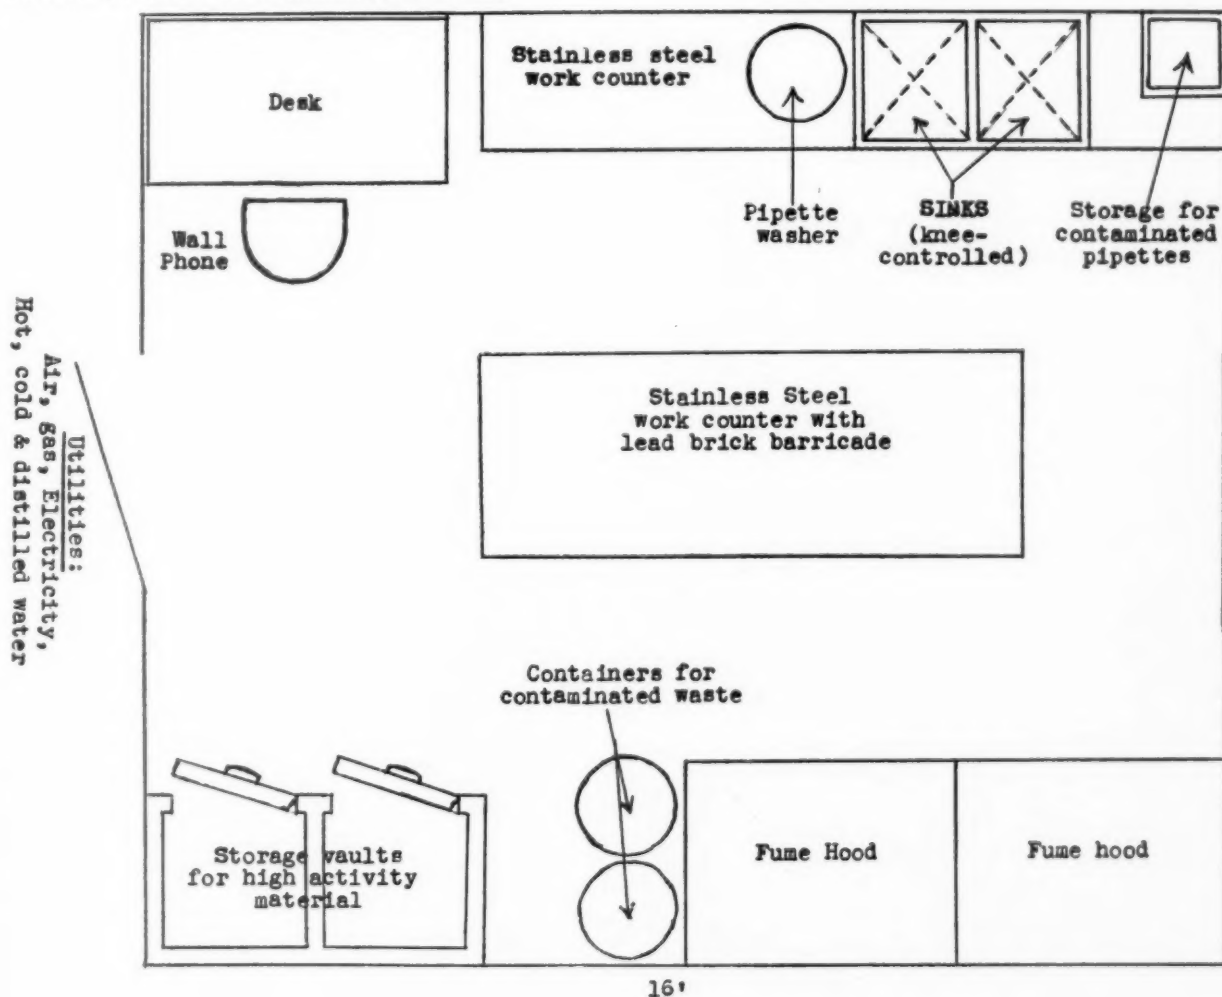 Desk
Stainless steel
work counter
Pipette
washer
SINKS
(knee-
controlled)
Storage for
contaminated
pipettes
Wall
Phone
Utilities:
Air, gas, Electricity,
Hot, cold & distilled water
Stainless Steel
work counter with
lead brick barricade
Containers for
contaminated waste
Storage vaults
for high activity
material
Fume Hood
Fume hood
16'